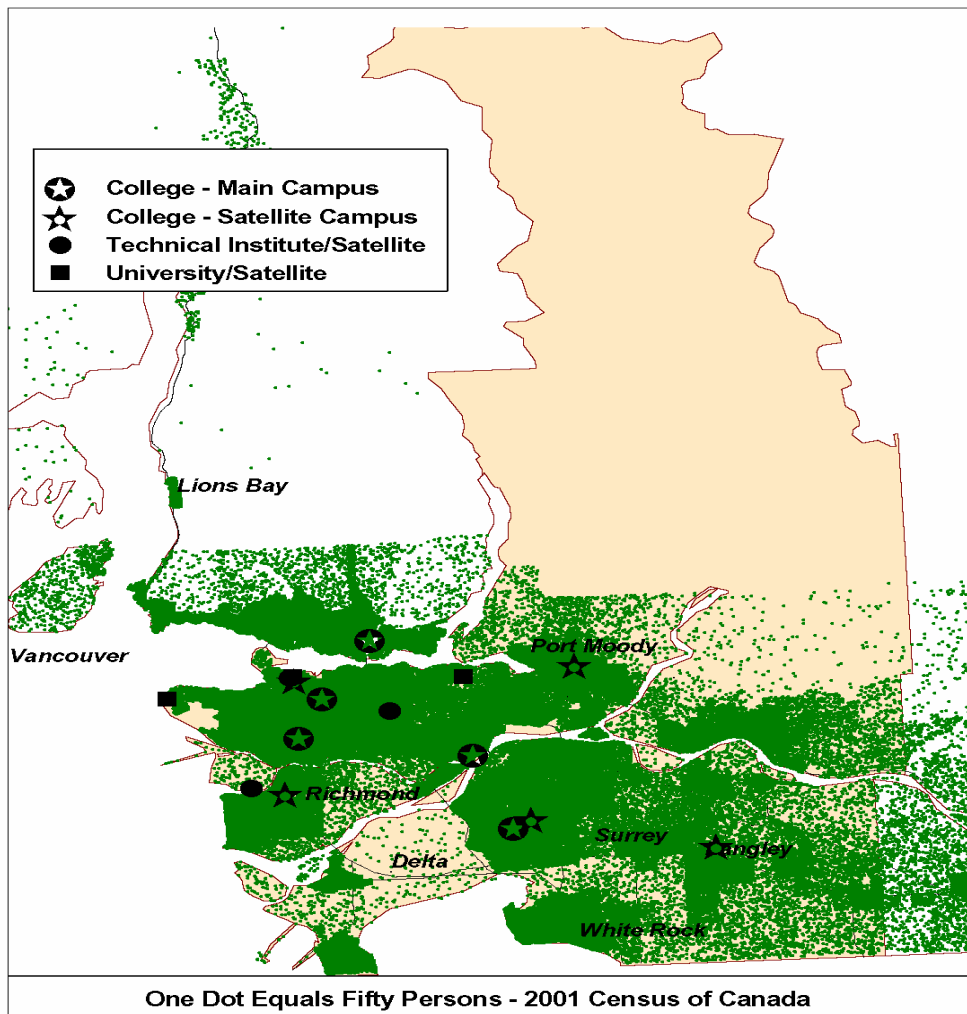 College - Main Campus
College - Satellite Campus
Technical Institute/Satellite
University/Satellite
Lions Bay
Port Moody
Vancouver
Richmond
Surrey
Langley
Delta
White Rock
One Dot Equals Fifty Persons - 2001 Census of Canada